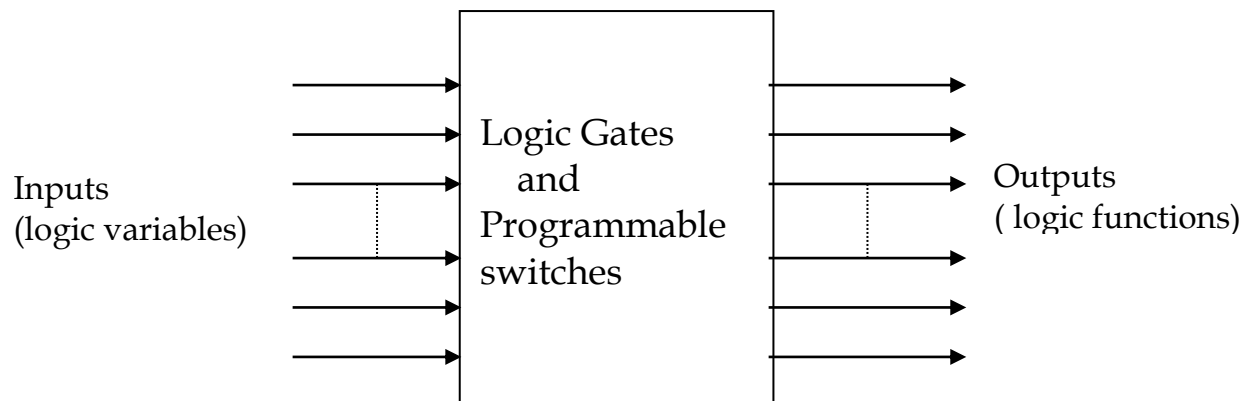 Inputs
(logic variables)
Logic Gates
and
Programmable
switches
Outputs
( logic functions)